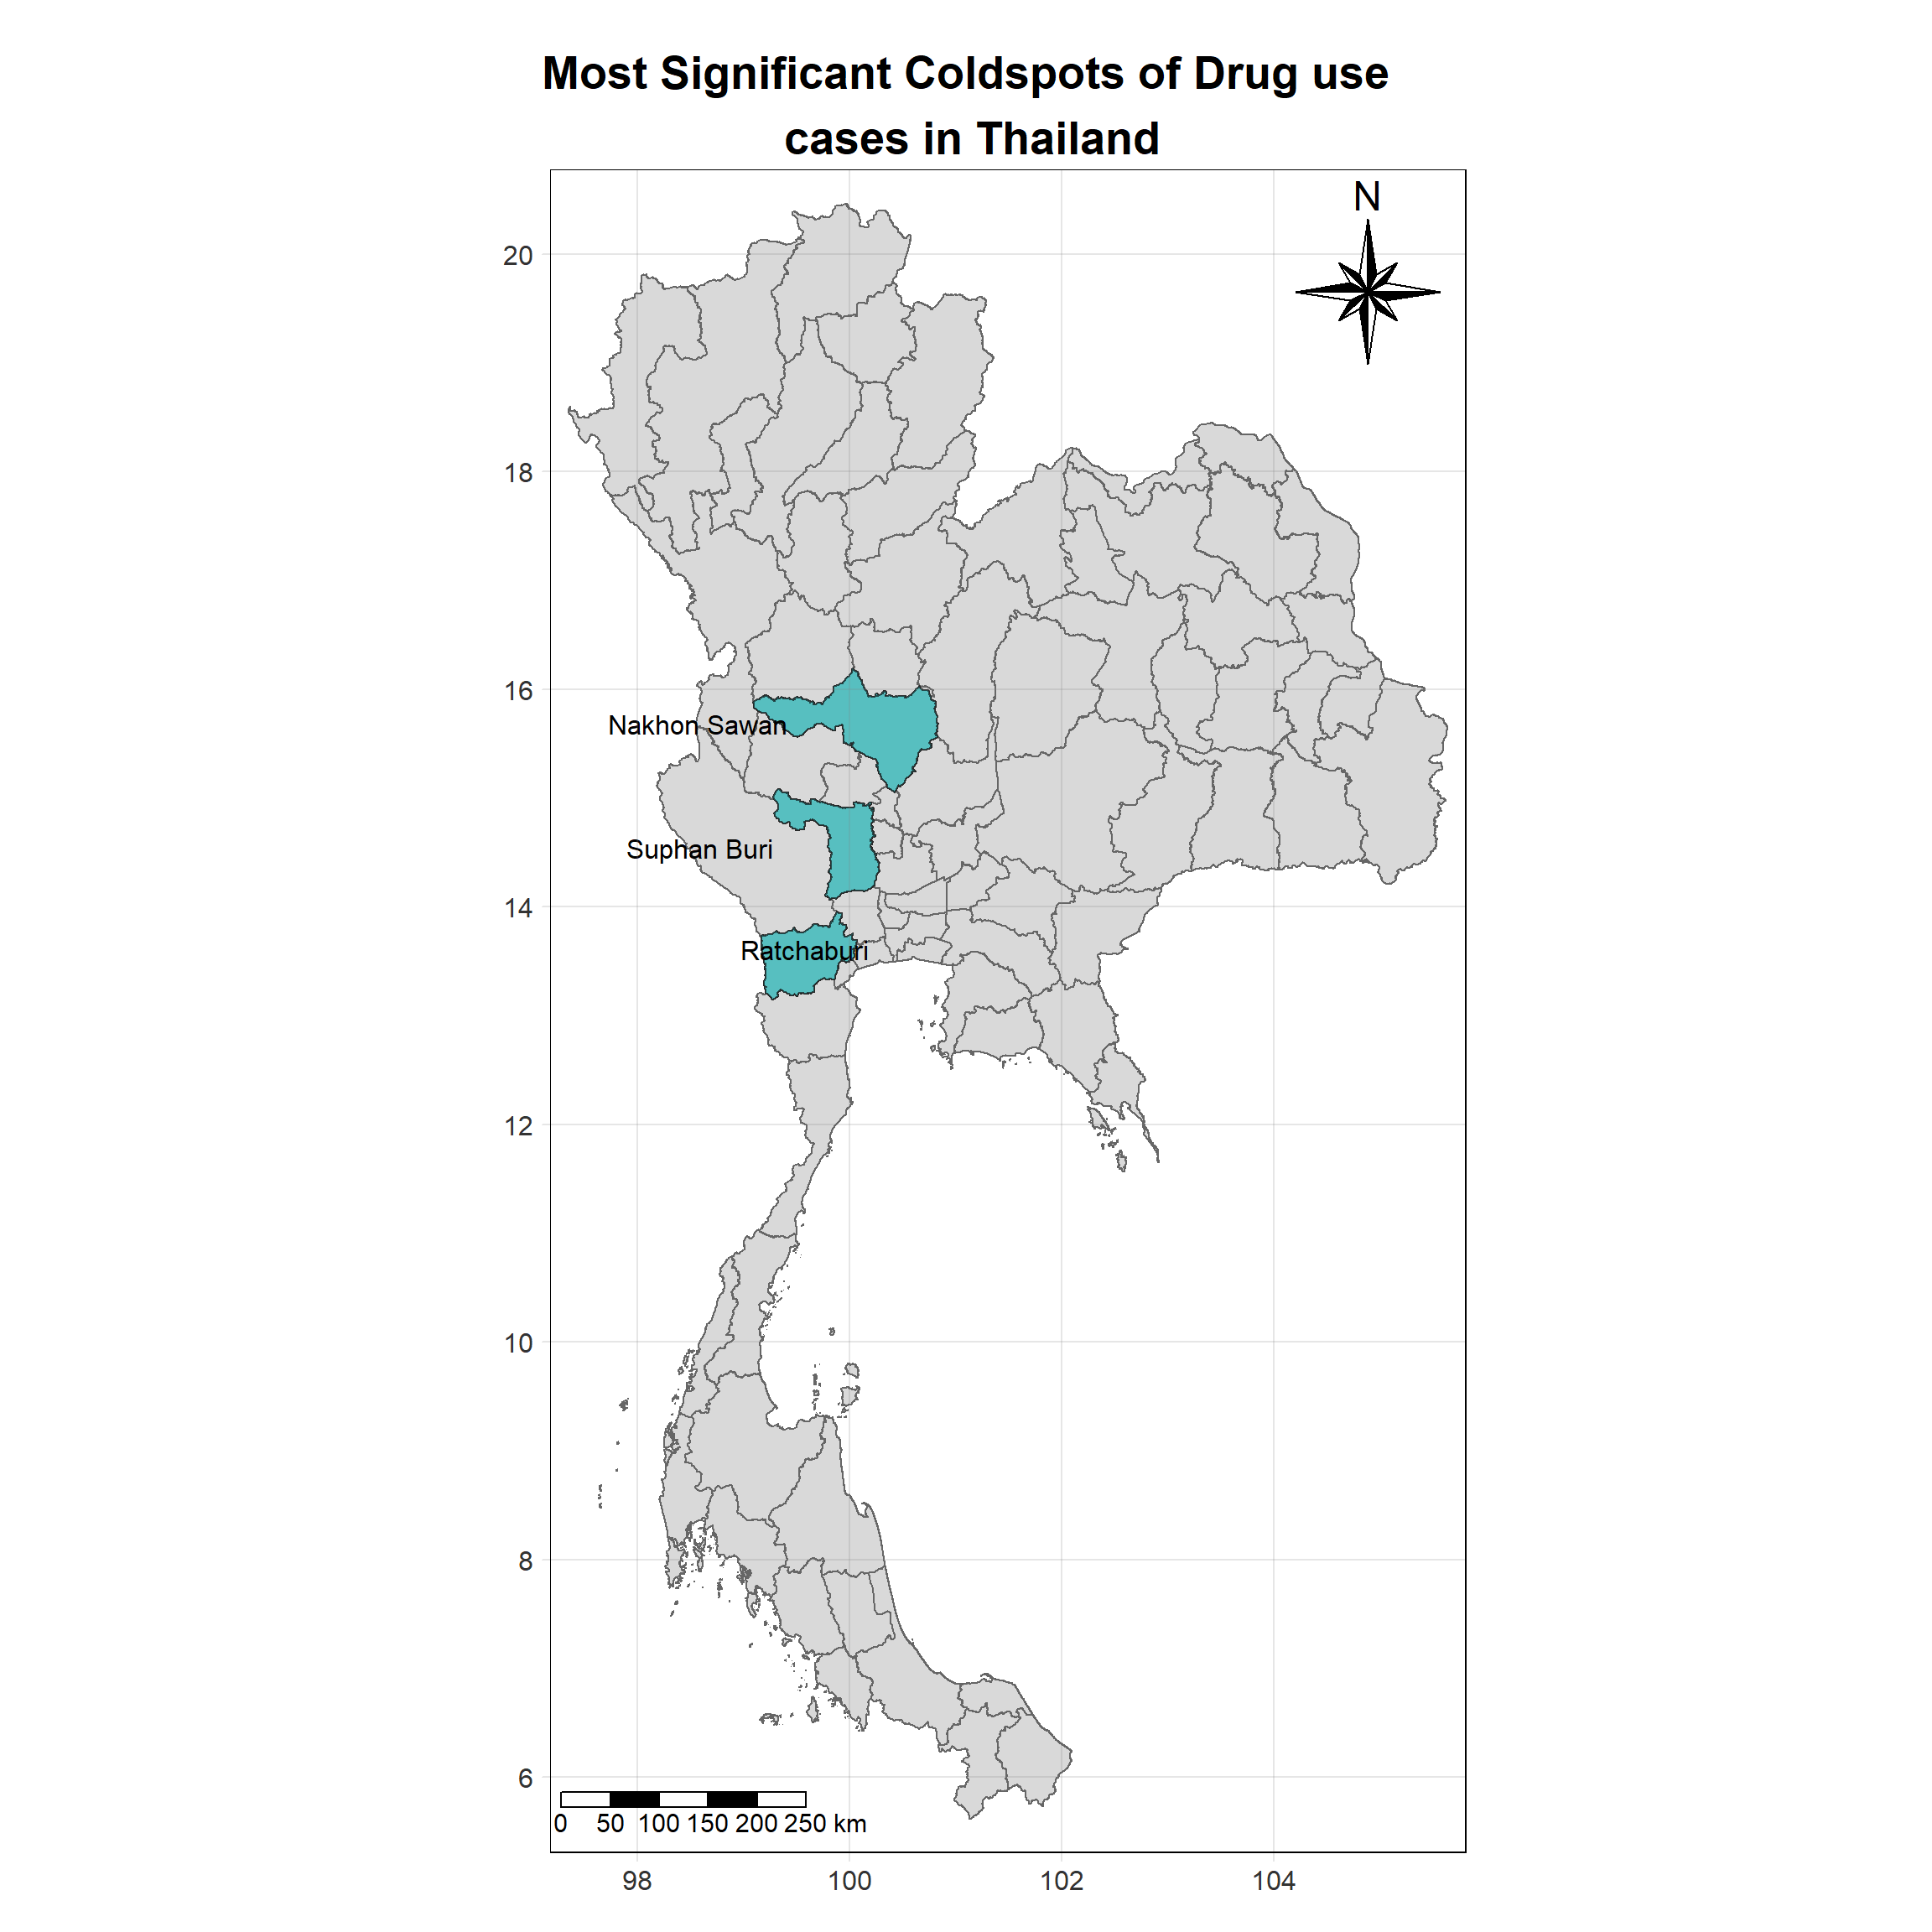 Most Significant Coldspots of Drug use
cases in Thailand
N
20
18
16
Nakhon Sawan
Suphan Buri
14
Ratchaburi
12
10
8
6
0 50 100 150 200 250 km
98 100 102 104